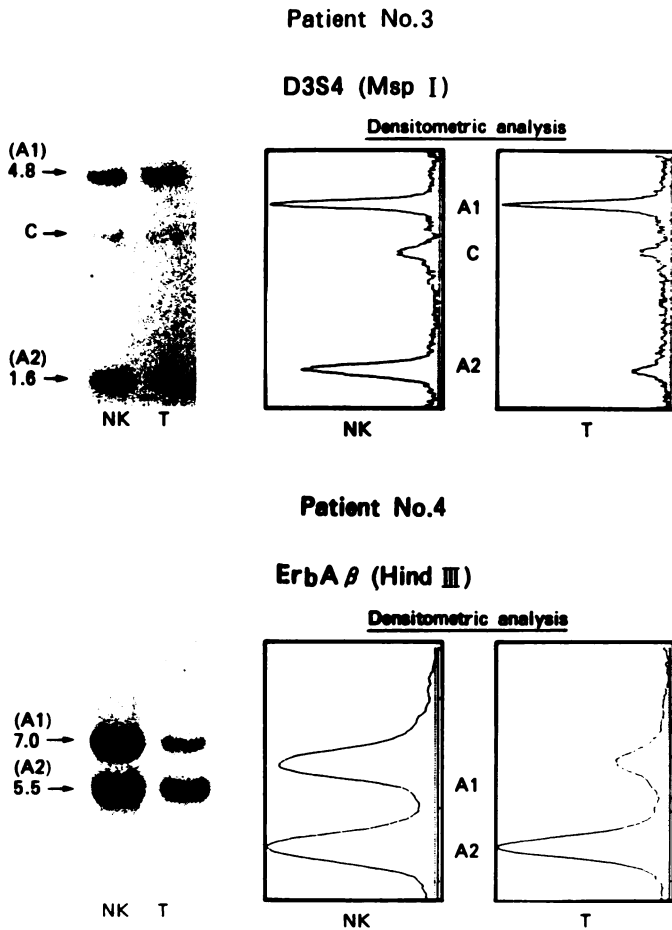 Patient No.3
D3S4 (Msp I)
Densitometric analysis
(A1)
4.8 →
C →
(A2)
1.6 →
NK T
A1
C
A2
NK
T
Patient No.4
ErbA β (Hind III)
Densitometric analysis
(A1)
7.0 →
(A2)
5.5 →
NK T
A1
A2
NK
T